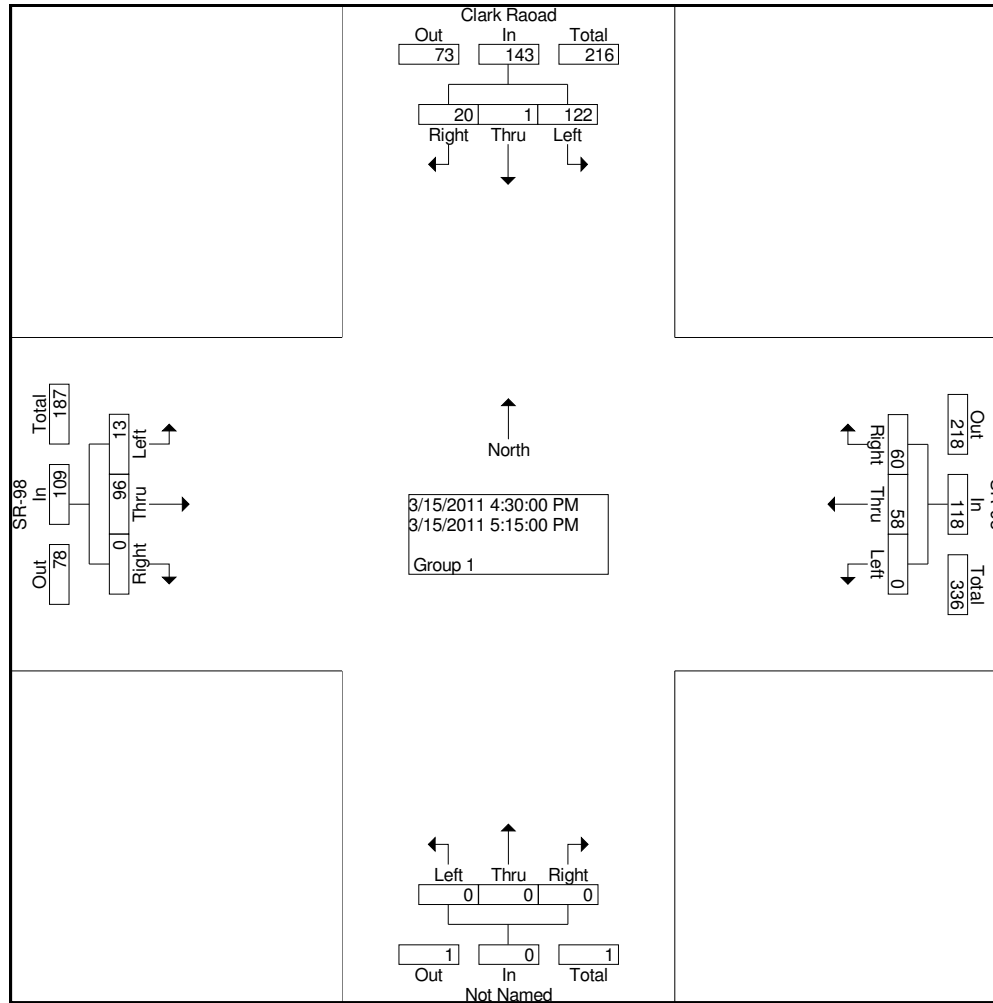 Clark Raoad
Out In Total
73 143 216
20 1 122
Right Thru Left
Total 187
In 109
Out 78
SR-98
13 96 0
Left Thru Right
North
3/15/2011 4:30:00 PM
3/15/2011 5:15:00 PM
Group 1
Right Thru Left
60 58 0
Out 218
In 118
Total 336
Left Thru Right
0 0 0
1 0 1
Out In Total
Not Named